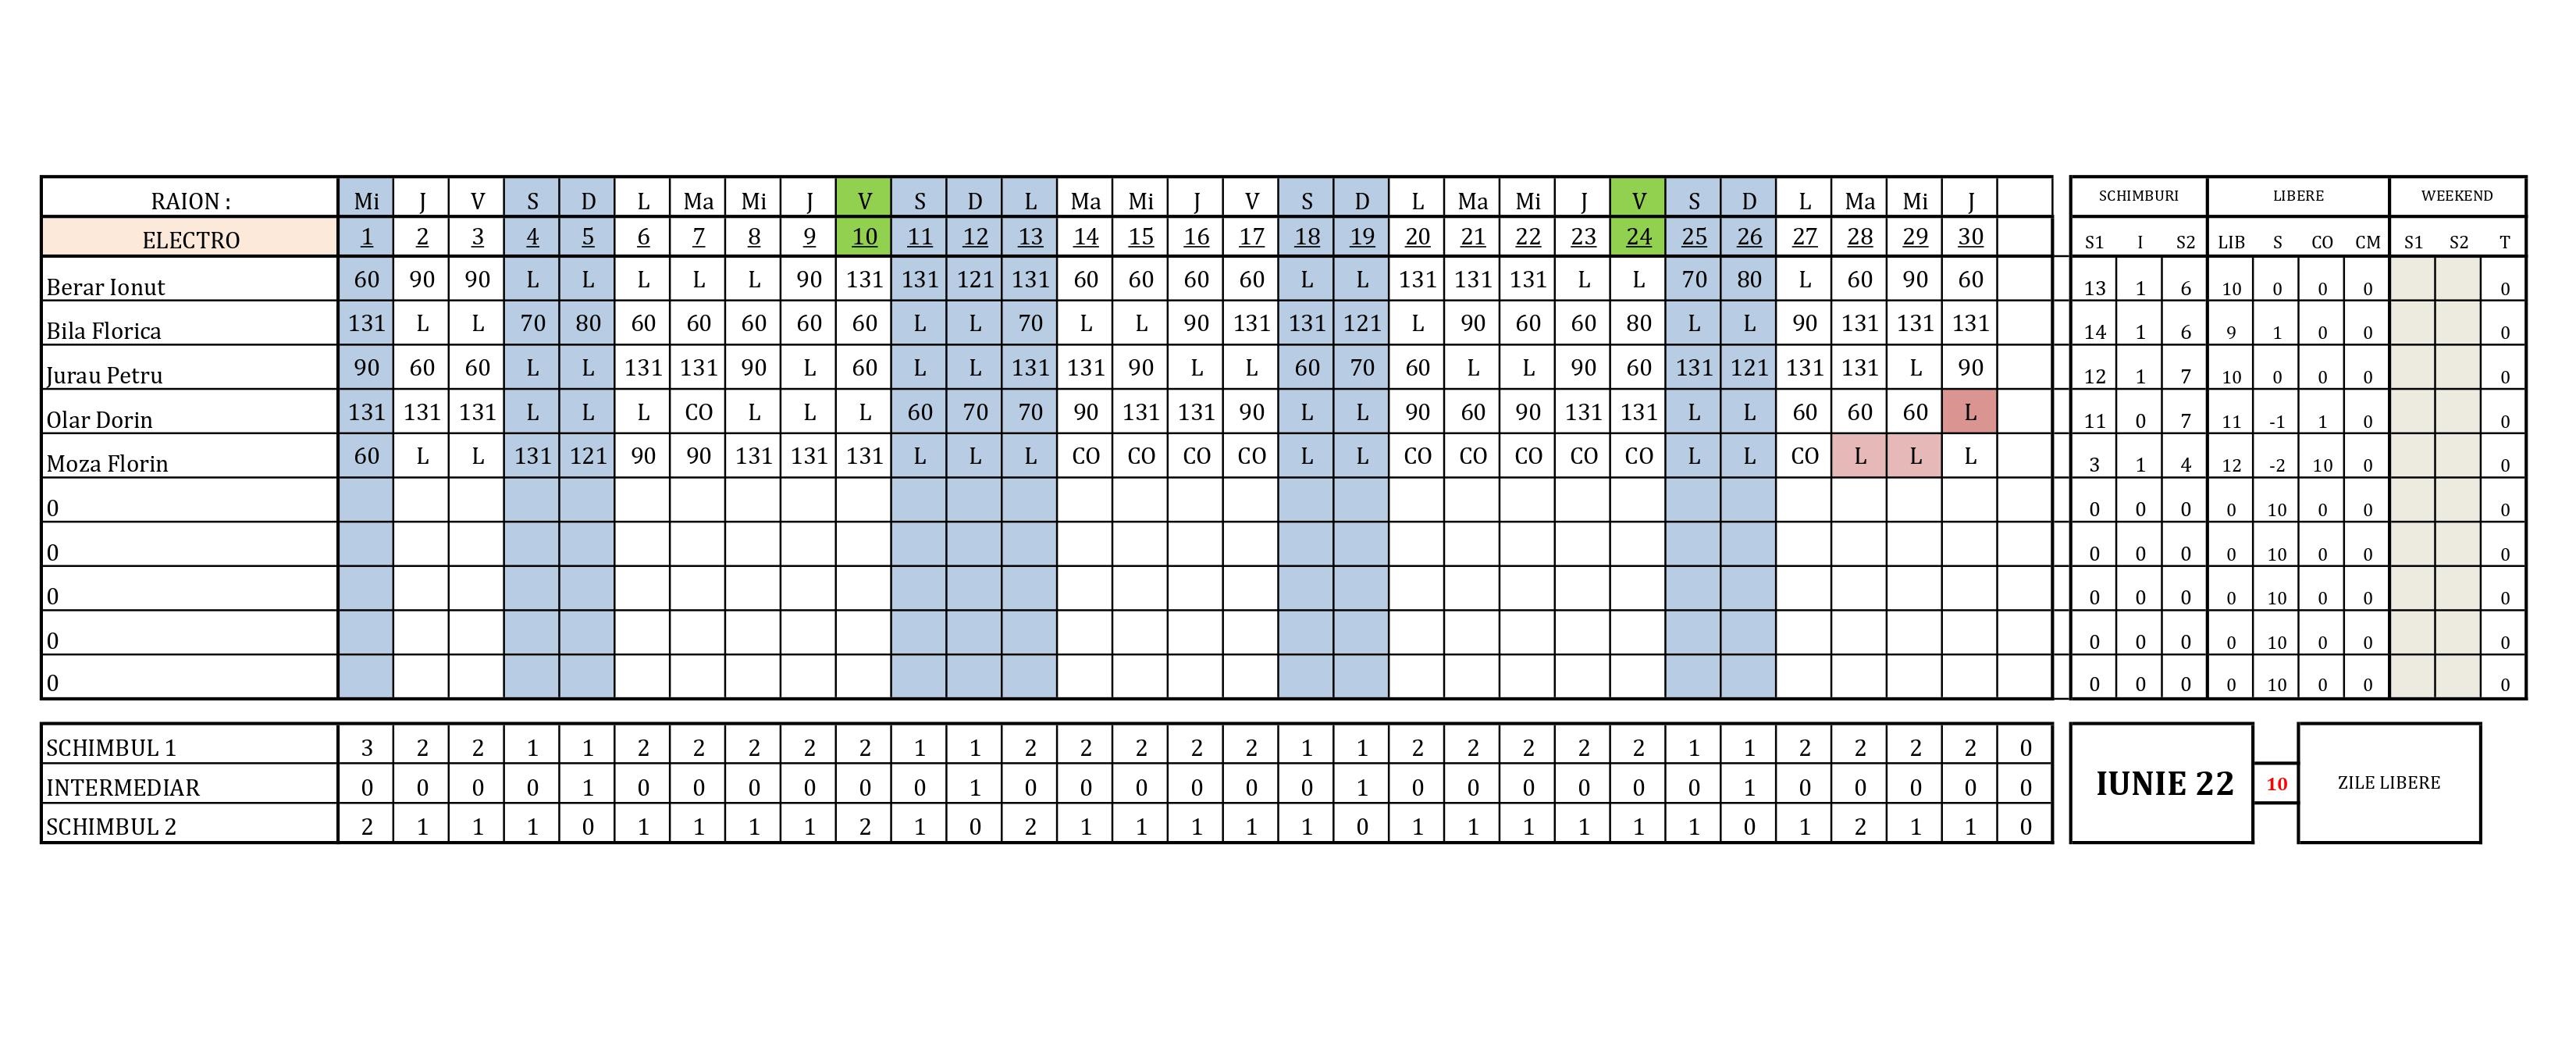 RAION : Mi J V S D L Ma Mi J V S D L Ma Mi J V S D L Ma Mi J V S D L Ma Mi J SCHIMBURI LIBERE WEEKEND
ELECTRO 1 2 3 4 5 6 7 8 9 10 11 12 13 14 15 16 17 18 19 20 21 22 23 24 25 26 27 28 29 30 S1 I S2 LIB S CO CM S1 S2 T
Berar Ionut 60 90 90 L L L L L 90 131 131 121 131 60 60 60 60 L L 131 131 131 L L 70 80 L 60 90 60 13 1 6 10 0 0 0 0
Bila Florica 131 L L 70 80 60 60 60 60 60 L L 70 L L 90 131 131 121 L 90 60 60 80 L L 90 131 131 131 14 1 6 9 1 0 0 0
Jurau Petru 90 60 60 L L 131 131 90 L 60 L L 131 131 90 L L 60 70 60 L L 90 60 131 121 131 131 L 90 12 1 7 10 0 0 0 0
Olar Dorin 131 131 131 L L L CO L L L 60 70 70 90 131 131 90 L L 90 60 90 131 131 L L 60 60 60 L 11 0 7 11 -1 1 0 0
Moza Florin 60 L L 131 121 90 90 131 131 131 L L L CO CO CO CO L L CO CO CO CO CO L L CO L L L 3 1 4 12 -2 10 0 0
0 0 0 0 0 10 0 0 0
0 0 0 0 0 10 0 0 0
0 0 0 0 0 10 0 0 0
0 0 0 0 0 10 0 0 0
0 0 0 0 0 10 0 0 0
SCHIMBUL 1 3 2 2 1 1 2 2 2 2 2 1 1 2 2 2 2 2 1 1 2 2 2 2 2 1 1 2 2 2 2 0
INTERMEDIAR 0 0 0 0 1 0 0 0 0 0 0 1 0 0 0 0 0 0 1 0 0 0 0 0 0 1 0 0 0 0 0 IUNIE 22 10 ZILE LIBERE
SCHIMBUL 2 2 1 1 1 0 1 1 1 1 2 1 0 2 1 1 1 1 1 0 1 1 1 1 1 1 0 1 2 1 1 0